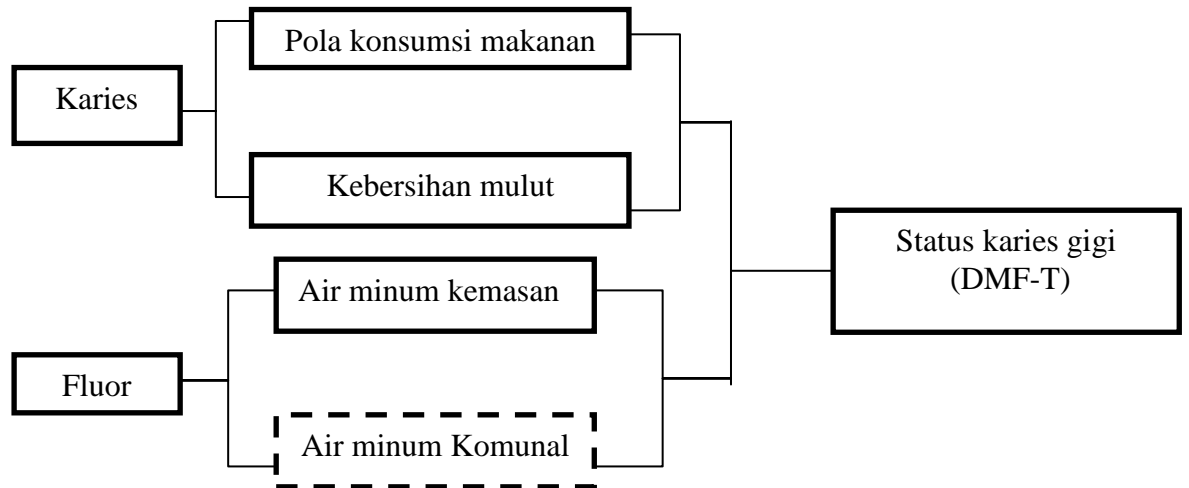 Pola konsumsi makanan
Karies
Kebersihan mulut
Status karies gigi
(DMF-T)
Air minum kemasan
Fluor
Air minum Komunal